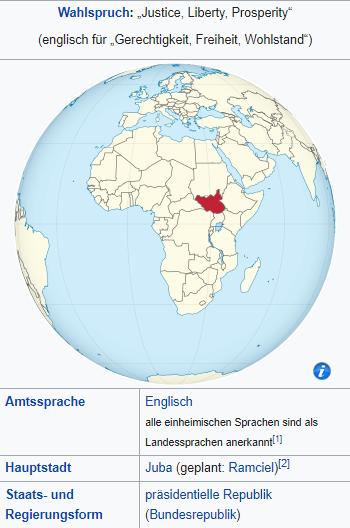 Wahlspruch: „Justice, Liberty, Prosperity“
(englisch für „Gerechtigkeit, Freiheit, Wohlstand“)
i
Amtssprache Englisch
alle einheimischen Sprachen sind als
Landessprachen anerkannt[1]
Hauptstadt Juba (geplant: Ramciel)[2]
Staats- und präsidentielle Republik
Regierungsform (Bundesrepublik)